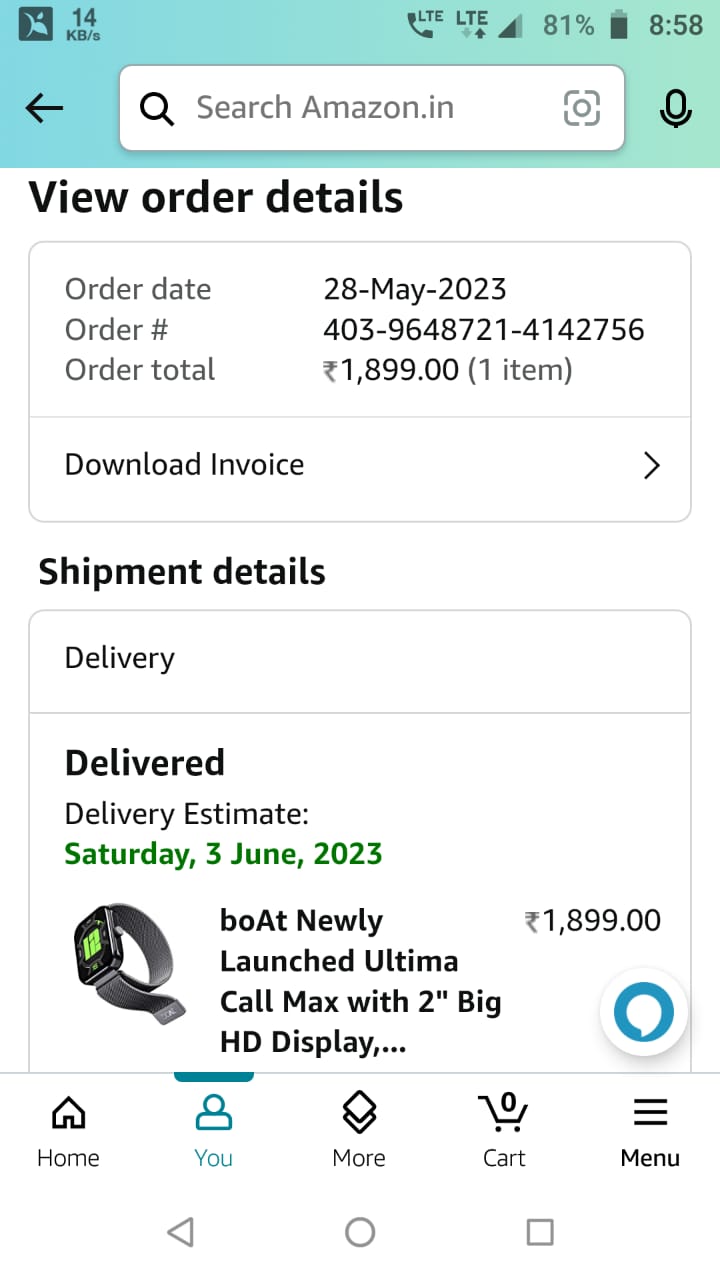 14
KB/s
LTE LTE 81% 8:58
Search Amazon.in
View order details
Order date 28-May-2023
Order # 403-9648721-4142756
Order total ₹1,899.00 (1 item)
Download Invoice
Shipment details
Delivery
Delivered
Delivery Estimate:
Saturday, 3 June, 2023
boAt Newly ₹1,899.00
Launched Ultima
Call Max with 2" Big
HD Display,...
0
Home You More Cart Menu